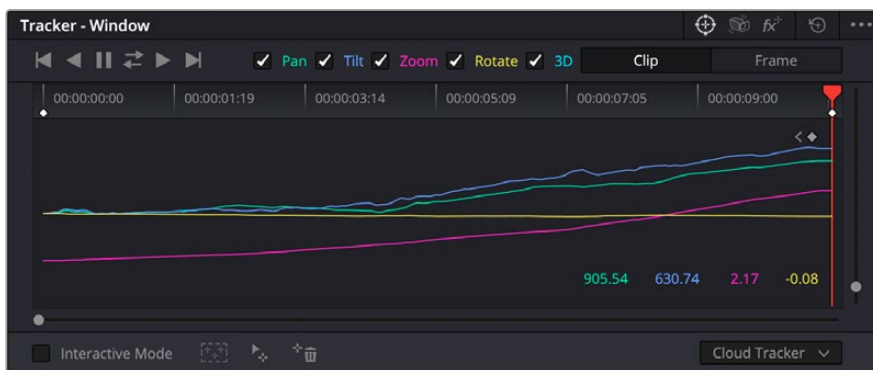 Tracker - Window fx
Pan Tilt Zoom Rotate 3D Clip Frame
00:00:00:00 00:00:01:19 00:00:03:14 00:00:05:09 00:00:07:05 00:00:09:00
905.54 630.74 2.17 -0.08
Interactive Mode Cloud Tracker